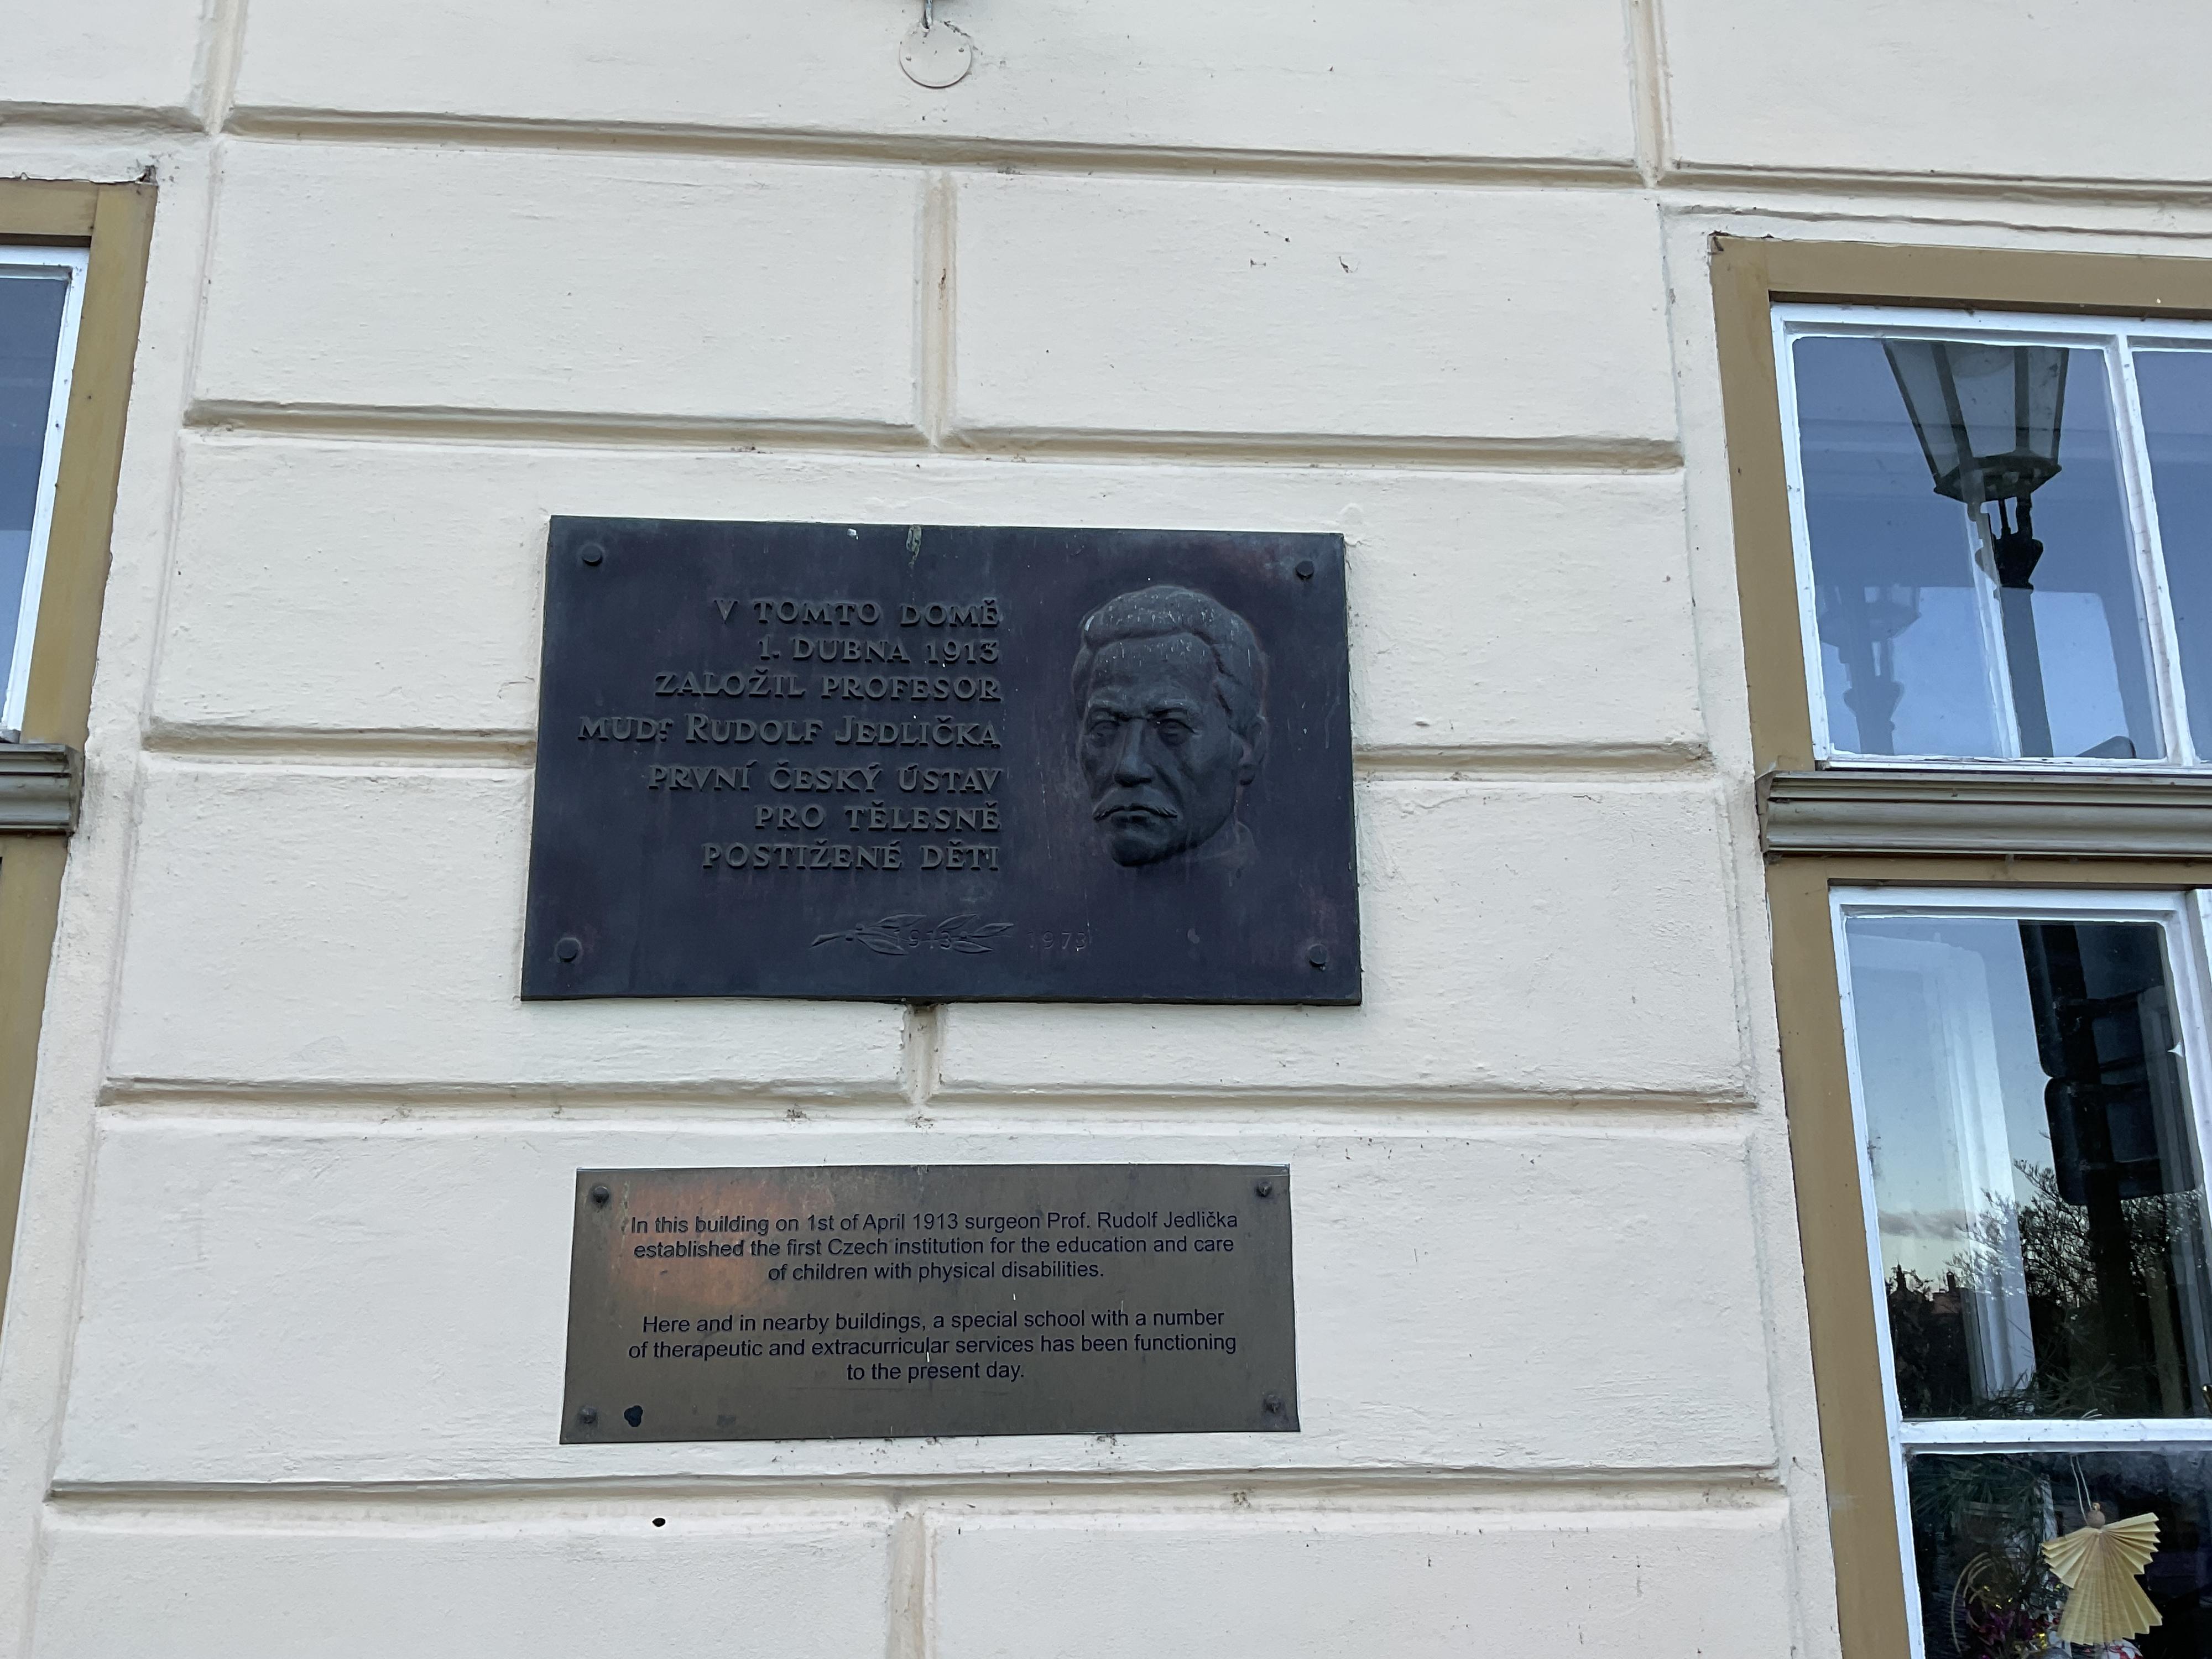 V TOMTO DOMĚ
1. DUBNA 1913
ZALOŽIL PROFESOR
MUDr RUDOLF JEDLIČKA
PRVNÍ ČESKÝ ÚSTAV
PRO TĚLESNĚ
POSTIŽENÉ DĚTI
1913 1973
In this building on 1st of April 1913 surgeon Prof. Rudolf Jedlička
established the first Czech institution for the education and care
of children with physical disabilities.
Here and in nearby buildings, a special school with a number
of therapeutic and extracurricular services has been functioning
to the present day.